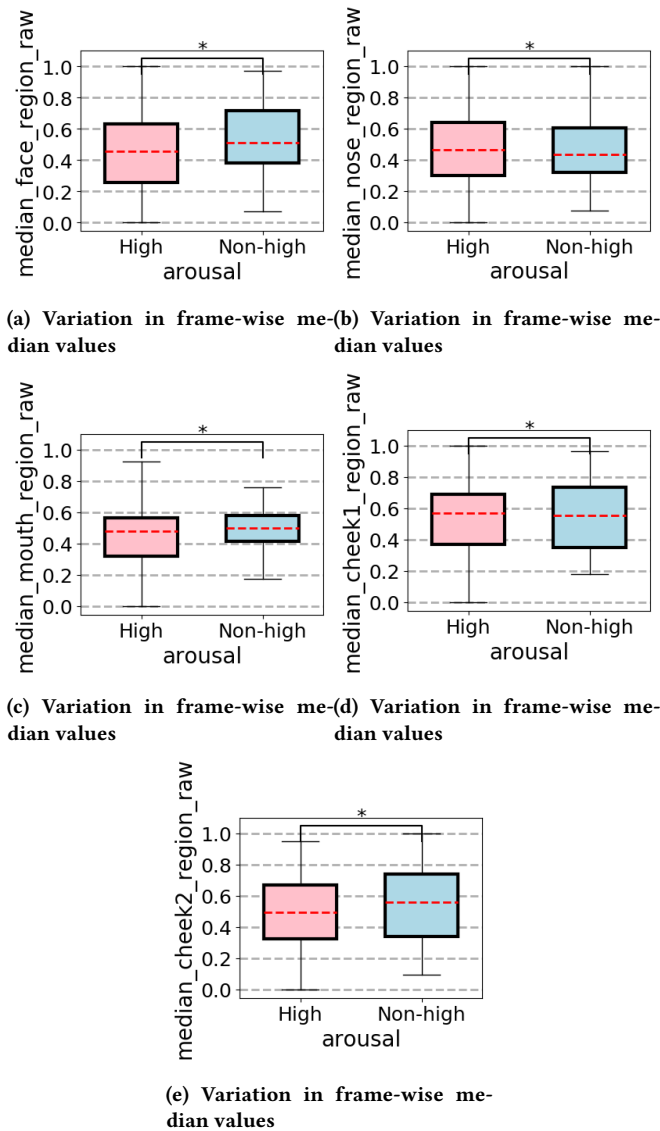 median_face_region_raw
*
1.0
0.8
0.6
0.4
0.2
0.0
High Non-high
arousal
(a) Variation in frame-wise me-
dian values
median_nose_region_raw
*
1.0
0.8
0.6
0.4
0.2
0.0
High Non-high
arousal
(b) Variation in frame-wise me-
dian values
median_mouth_region_raw
*
1.0
0.8
0.6
0.4
0.2
0.0
High Non-high
arousal
(c) Variation in frame-wise me-
dian values
median_cheek1_region_raw
*
1.0
0.8
0.6
0.4
0.2
0.0
High Non-high
arousal
(d) Variation in frame-wise me-
dian values
median_cheek2_region_raw
*
1.0
0.8
0.6
0.4
0.2
0.0
High Non-high
arousal
(e) Variation in frame-wise me-
dian values